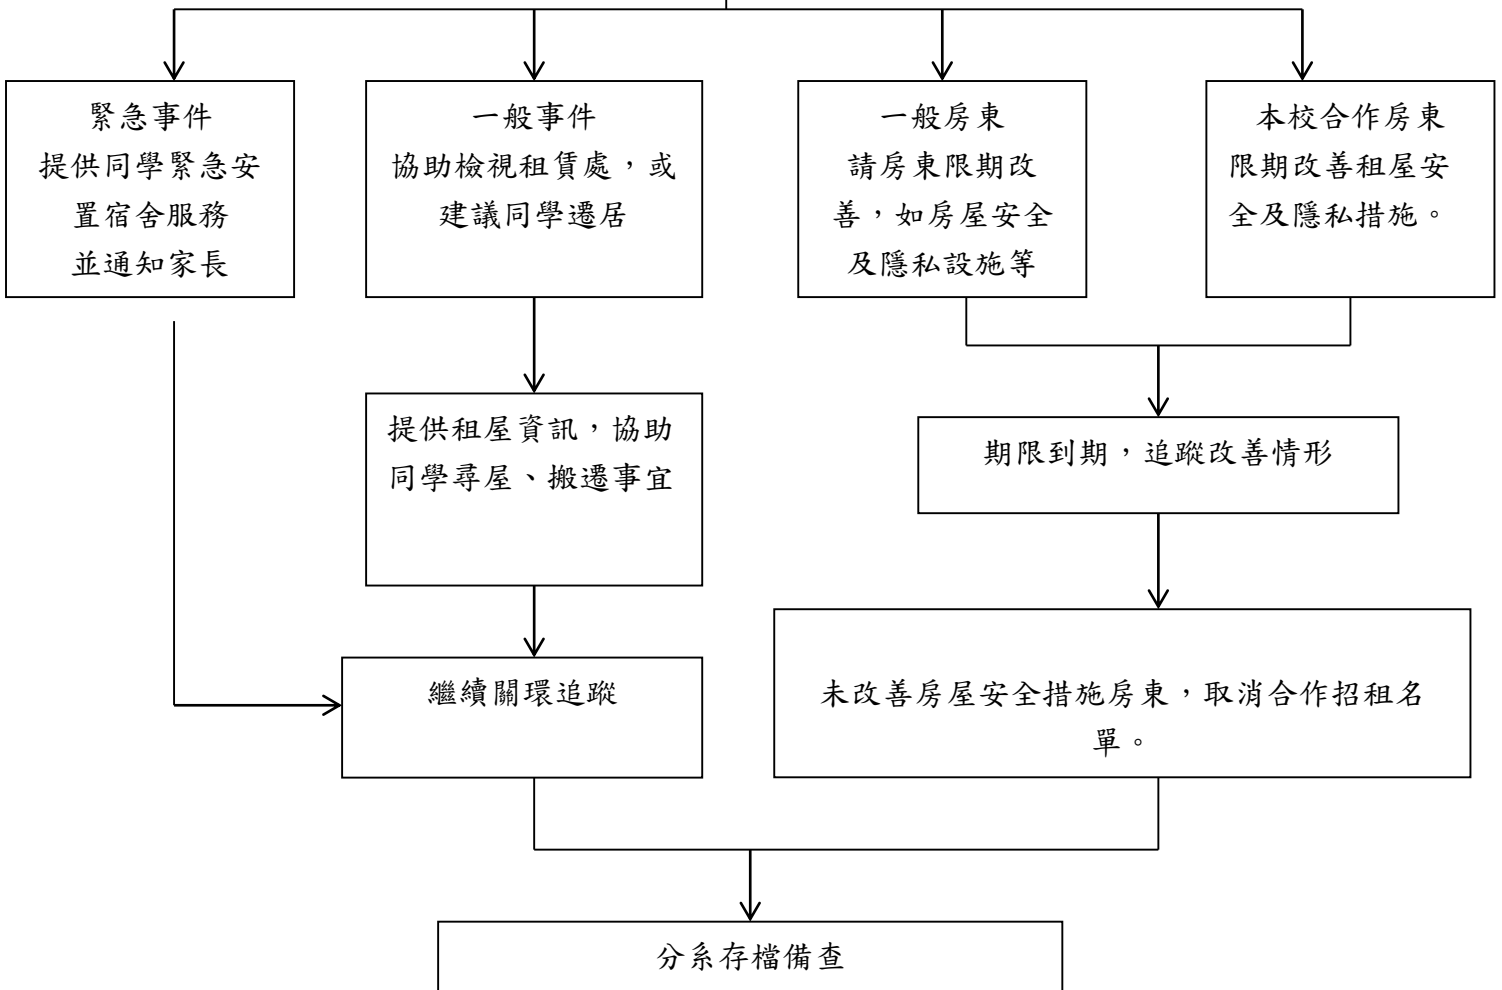 緊急事件
提供同學緊急安
置宿舍服務
並通知家長
一般事件
協助檢視租賃處，或
建議同學遷居
一般房東
請房東限期改
善，如房屋安全
及隱私設施等
本校合作房東
限期改善租屋安
全及隱私措施。
提供租屋資訊，協助
同學尋屋、搬遷事宜
期限到期，追蹤改善情形
繼續關環追蹤
未改善房屋安全措施房東，取消合作招租名
單。
分系存檔備查